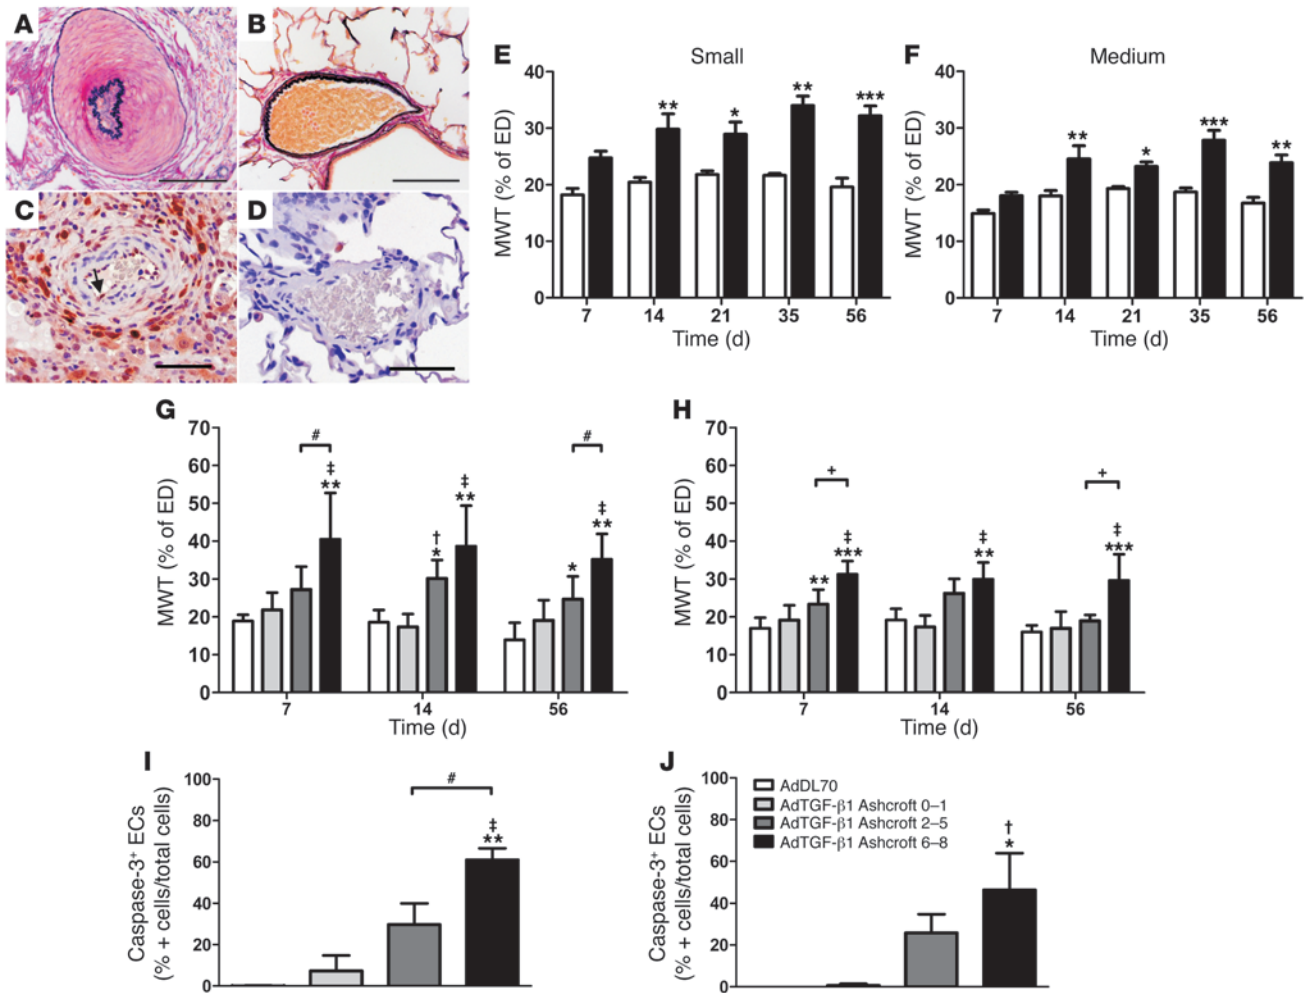 A
B
C
D
E
Small
MWT (% of ED)
40
30
20
10
0
** * ** ***
7 14 21 35 56
Time (d)
F
Medium
MWT (% of ED)
40
30
20
10
0
** * *** **
7 14 21 35 56
Time (d)
G
MWT (% of ED)
70
60
50
40
30
20
10
0
# #
‡ ‡ ‡
** † * ** * **
7 14 56
Time (d)
H
MWT (% of ED)
70
60
50
40
30
20
10
0
+ +
‡ ‡ ‡
** *** ** ***
7 14 56
Time (d)
I
Caspase-3⁺ ECs
(% + cells/total cells)
100
80
60
40
20
0
#
‡
**
J
Caspase-3⁺ ECs
(% + cells/total cells)
100
80
60
40
20
0
AdDL70
AdTGF-β1 Ashcroft 0–1
AdTGF-β1 Ashcroft 2–5
AdTGF-β1 Ashcroft 6–8
†
*